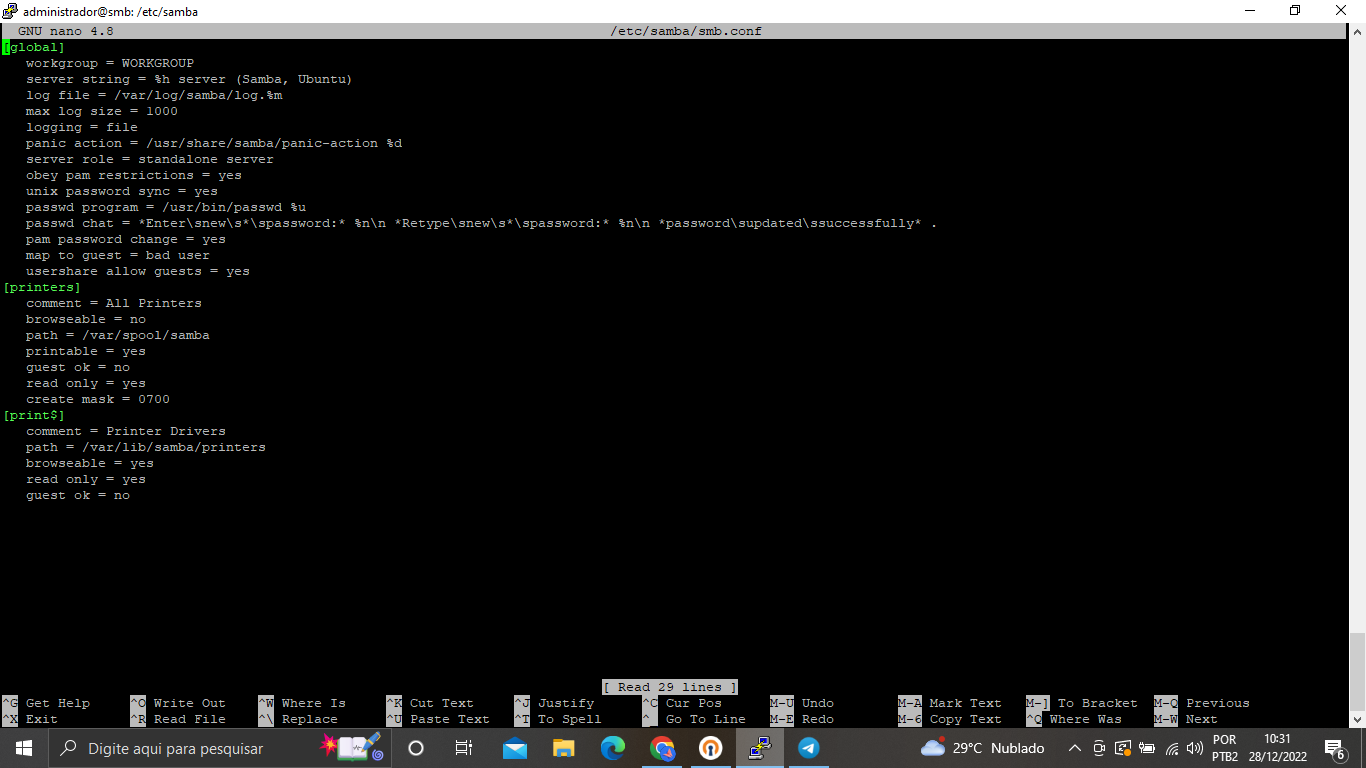 administrador@smb: /etc/samba
GNU nano 4.8 /etc/samba/smb.conf
[global]
workgroup = WORKGROUP
server string = %h server (Samba, Ubuntu)
log file = /var/log/samba/log.%m
max log size = 1000
logging = file
panic action = /usr/share/samba/panic-action %d
server role = standalone server
obey pam restrictions = yes
unix password sync = yes
passwd program = /usr/bin/passwd %u
passwd chat = *Enter\snew\s*\spassword:* %n\n *Retype\snew\s*\spassword:* %n\n *password\supdated\ssuccessfully* .
pam password change = yes
map to guest = bad user
usershare allow guests = yes
[printers]
comment = All Printers
browseable = no
path = /var/spool/samba
printable = yes
guest ok = no
read only = yes
create mask = 0700
[print$]
comment = Printer Drivers
path = /var/lib/samba/printers
browseable = yes
read only = yes
guest ok = no
[ Read 29 lines ]
^G Get Help ^O Write Out ^W Where Is ^K Cut Text ^J Justify ^C Cur Pos M-U Undo M-A Mark Text M-] To Bracket M-Q Previous
^X Exit ^R Read File ^\ Replace ^U Paste Text ^T To Spell ^_ Go To Line M-E Redo M-6 Copy Text ^Q Where Was M-W Next
Digite aqui para pesquisar 29°C Nublado POR 10:31
PTB2 28/12/2022 6